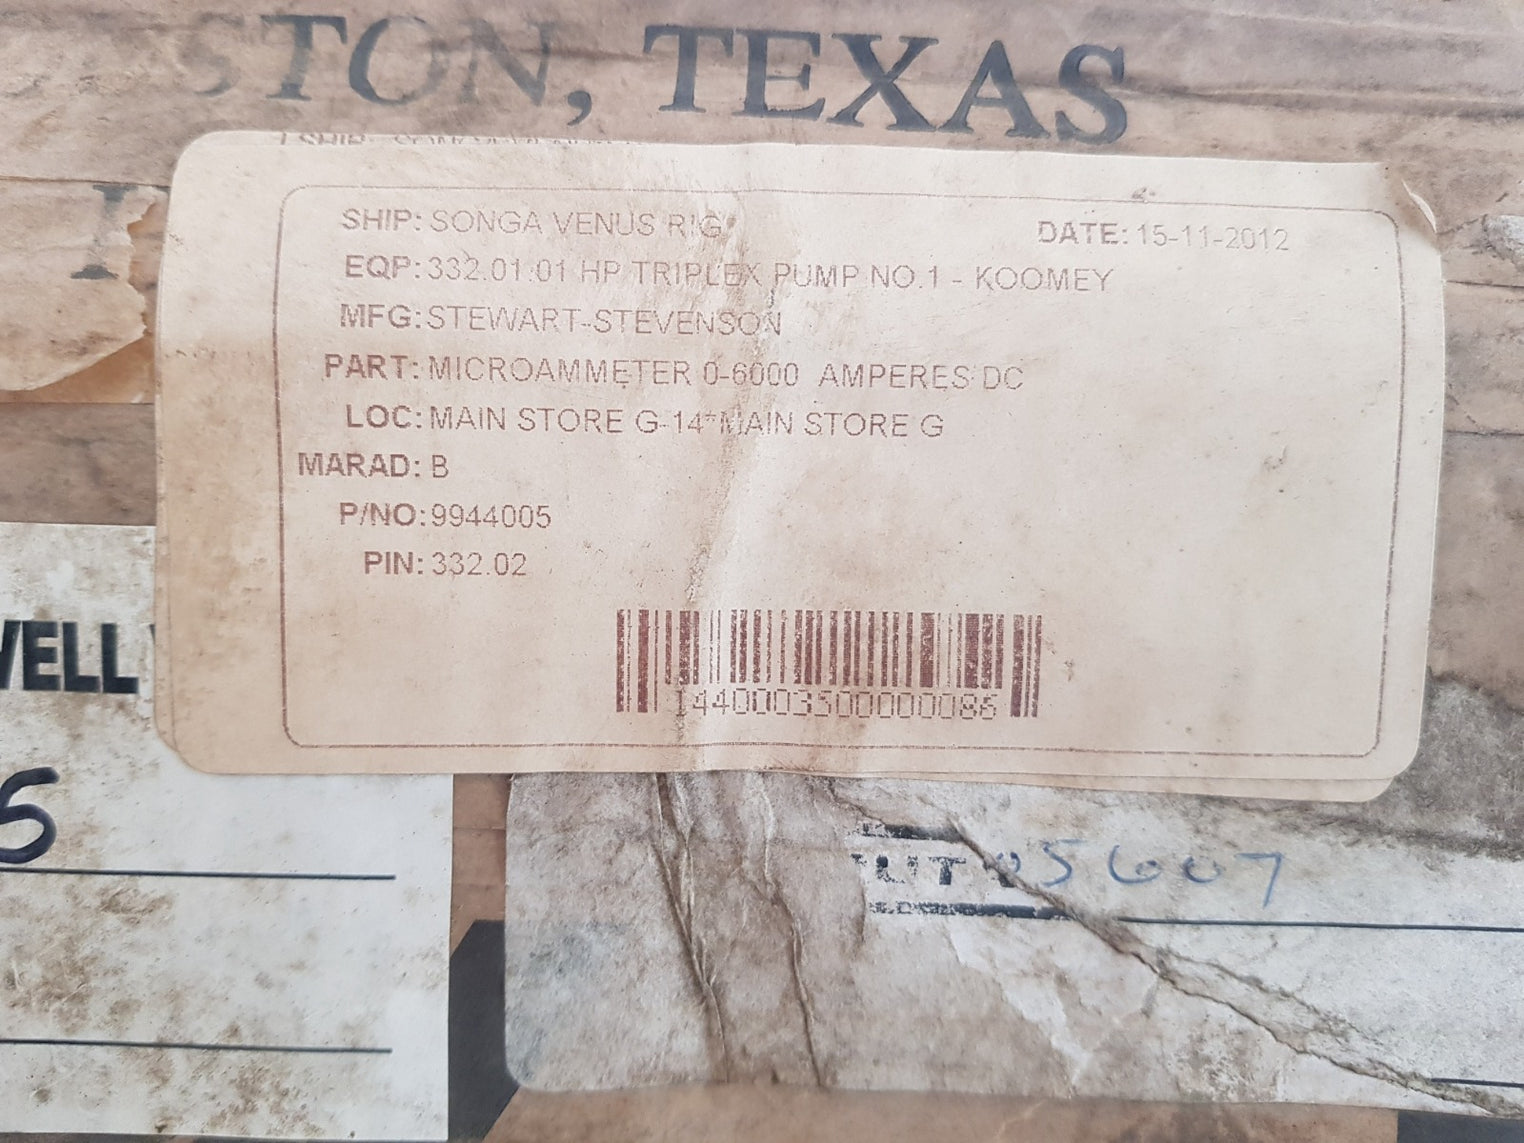 STON, TEXAS
SHIP: SONGA VENUS RIG
DATE: 15-11-2012
EQP: 332.01.01 HP TRIPLEX PUMP NO.1 - KOOMEY
MFG: STEWART-STEVENSON
PART: MICROAMMETER 0-6000 AMPERES DC
LOC: MAIN STORE G-14*MAIN STORE G
MARAD: B
P/NO: 9944005
PIN: 332.02
1440003500000086
WELL
5
05607